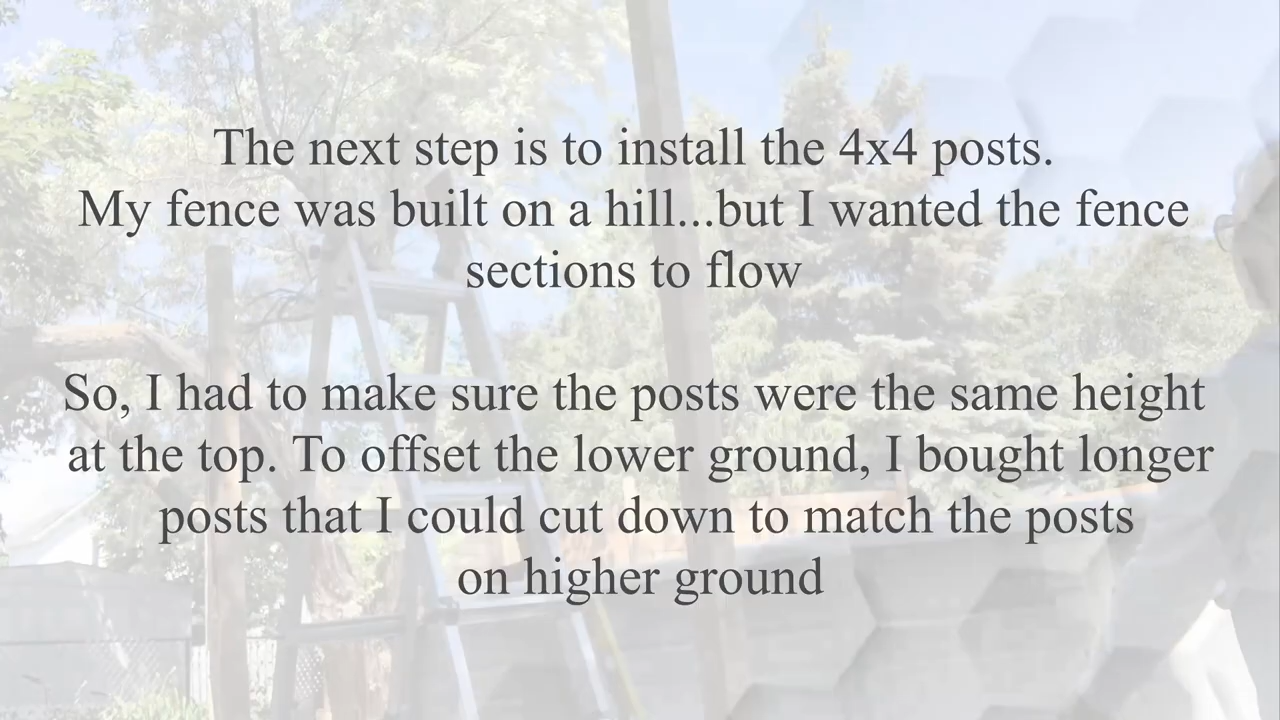 The next step is to install the 4x4 posts.
My fence was built on a hill...but I wanted the fence
sections to flow
So, I had to make sure the posts were the same height
at the top. To offset the lower ground, I bought longer
posts that I could cut down to match the posts
on higher ground